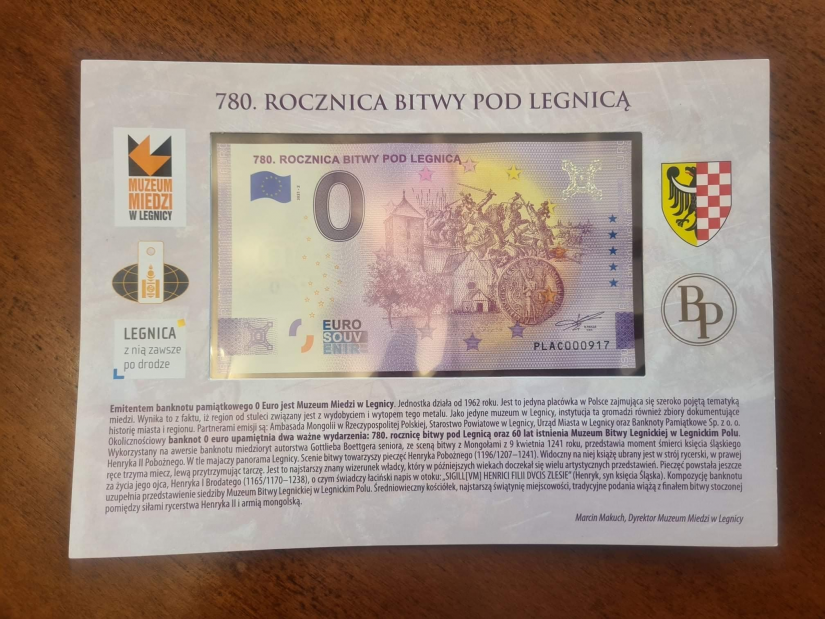 780. ROCZNICA BITWY POD LEGNICĄ
MUZEUM
MIEDZI
W LEGNICY
LEGNICA
z nią zawsze
po drodze
780. ROCZNICA BITWY POD LEGNICĄ
0
EURO
SOUV
ENIR
PLAC000917
BP
Emitentem banknotu pamiątkowego 0 Euro jest Muzeum Miedzi w Legnicy. Jednostka działa od 1962 roku. Jest to jedyna placówka w Polsce zajmująca się szeroko pojętą tematyką
miedzi. Wynika to z faktu, iż region od stuleci związany jest z wydobyciem i wytopem tego metalu. Jako jedyne muzeum w Legnicy, instytucja ta gromadzi również zbiory dokumentujące
historię miasta i regionu. Partnerami emisji są: Ambasada Mongolii w Rzeczypospolitej Polskiej, Starostwo Powiatowe w Legnicy, Urząd Miasta w Legnicy oraz Banknoty Pamiątkowe Sp. z o. o.
Okolicznościowy banknot 0 euro upamiętnia dwa ważne wydarzenia: 780. rocznicę bitwy pod Legnicą oraz 60 lat istnienia Muzeum Bitwy Legnickiej w Legnickim Polu.
Wykorzystany na awersie banknotu miedzioryt autorstwa Gottlieba Boettgera seniora, ze sceną bitwy z Mongołami z 9 kwietnia 1241 roku, przedstawia moment śmierci księcia śląskiego
Henryka II Pobożnego. W tle majaczy panorama Legnicy. Scenie bitwy towarzyszy pieczęć Henryka Pobożnego (1196/1207–1241). Widoczny na niej książę ubrany jest w strój rycerski, w prawej
ręce trzyma miecz, lewą przytrzymując tarczę. Jest to najstarszy znany wizerunek władcy, który w późniejszych wiekach doczekał się wielu artystycznych przedstawień. Pieczęć powstała jeszcze
za życia jego ojca, Henryka I Brodatego (1165/1170–1238), o czym świadczy łaciński napis w otoku: „SIGILL[VM] HENRICI FILII DVCIS ZLESIE" (Henryk, syn księcia Śląska). Kompozycję banknotu
uzupełnia przedstawienie siedziby Muzeum Bitwy Legnickiej w Legnickim Polu. Średniowieczny kościółek, najstarszą świątynię miejscowości, tradycyjne podania wiążą z finałem bitwy stoczonej
pomiędzy siłami rycerstwa Henryka II i armią mongolską.
Marcin Makuch, Dyrektor Muzeum Miedzi w Legnicy